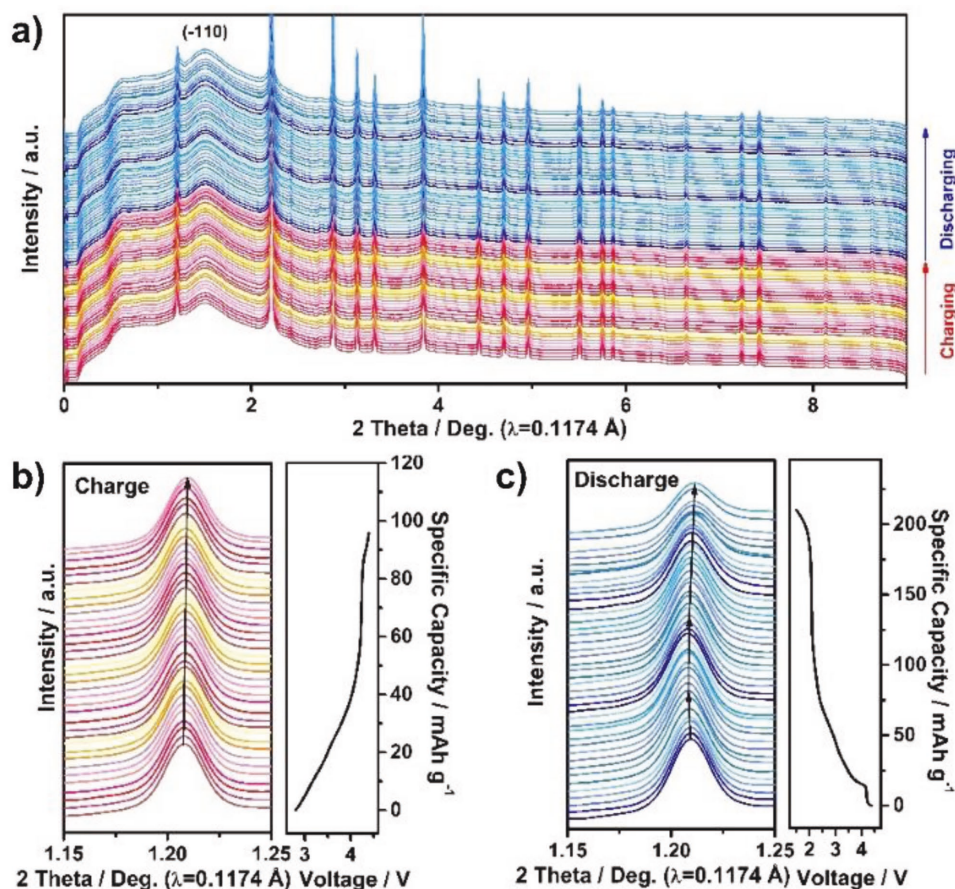 a)
(-110)
Intensity / a.u.
Discharging
Charging
0 2 4 6 8
2 Theta / Deg. (λ=0.1174 Å)
b)
Charge
Intensity / a.u.
1.15 1.20 1.25
2 Theta / Deg. (λ=0.1174 Å)
120
100
80
60
40
20
0
Specific Capacity / mAh g⁻¹
3 4
Voltage / V
c)
Discharge
Intensity / a.u.
1.15 1.20 1.25
2 Theta / Deg. (λ=0.1174 Å)
200
150
100
50
0
Specific Capacity / mAh g⁻¹
2 3 4
Voltage / V